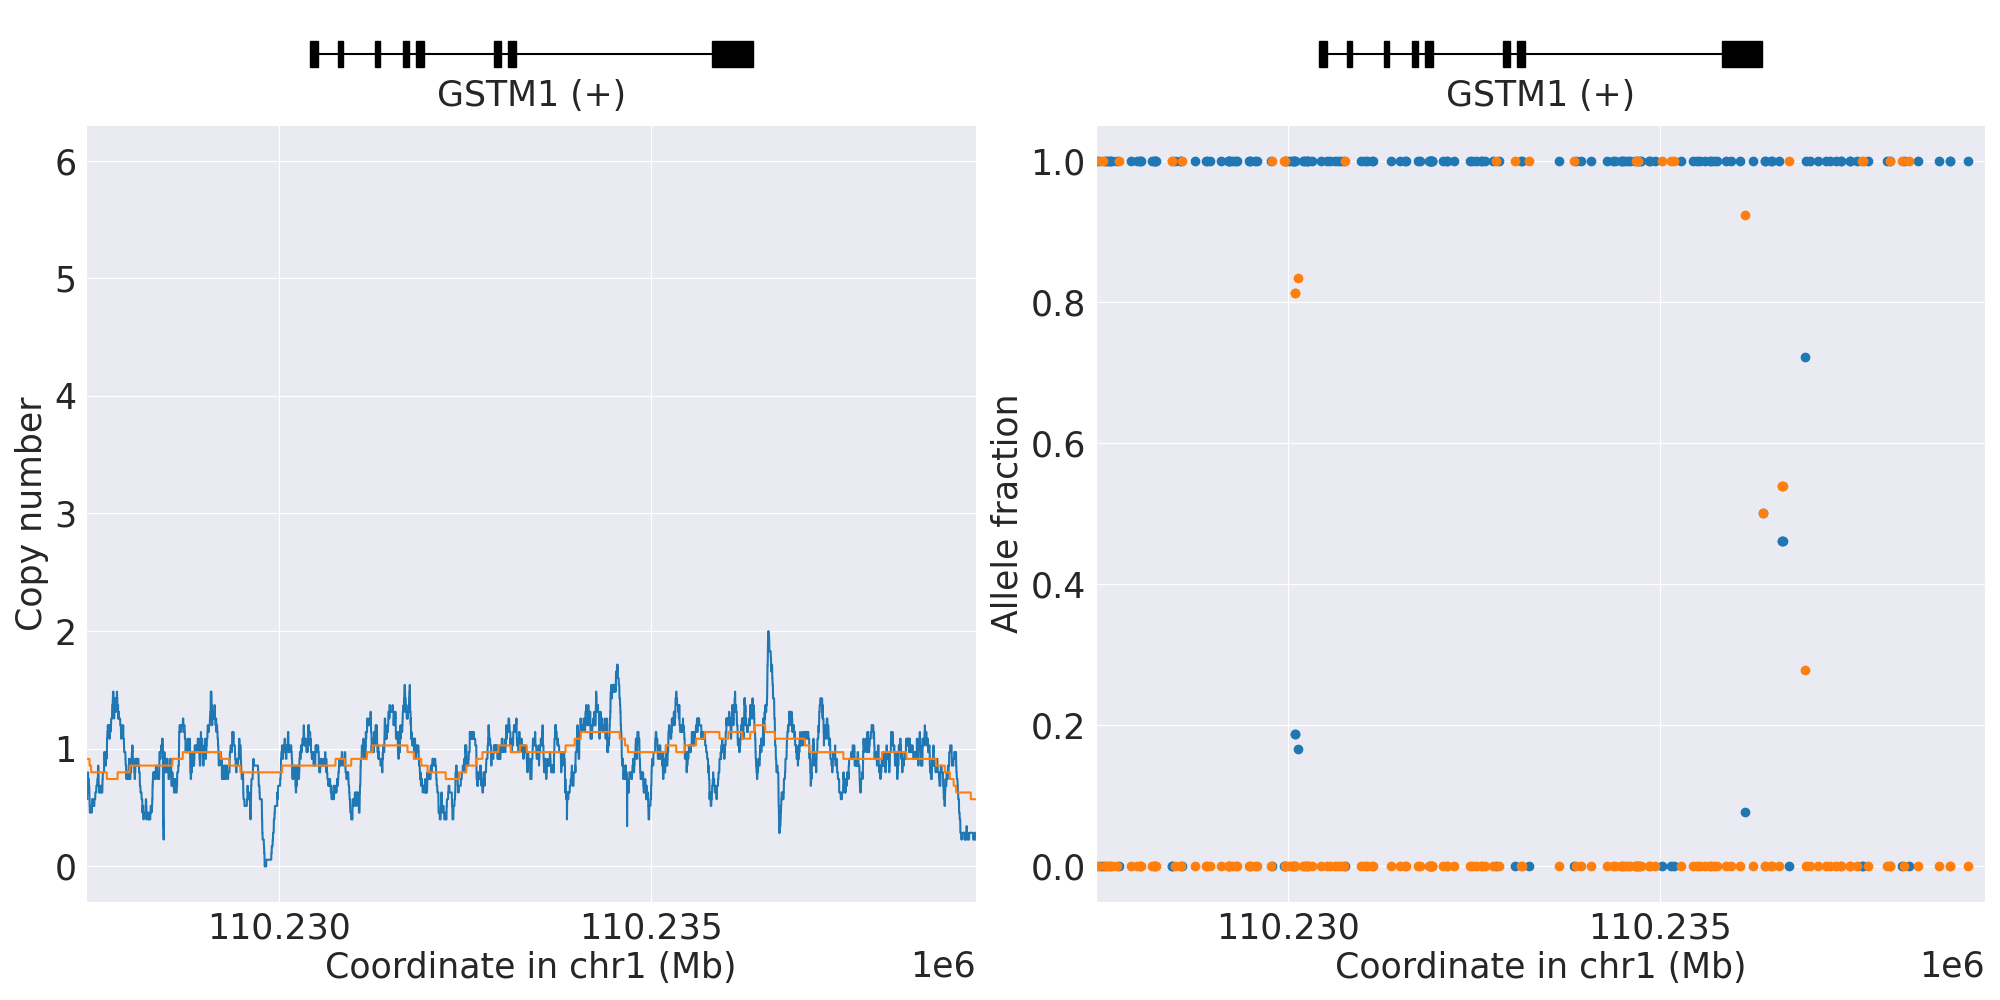 GSTM1 (+)
6
5
4
3
2
1
0
Copy number
110.230
110.235
Coordinate in chr1 (Mb)
1e6
GSTM1 (+)
1.0
0.8
0.6
0.4
0.2
0.0
Allele fraction
110.230
110.235
Coordinate in chr1 (Mb)
1e6